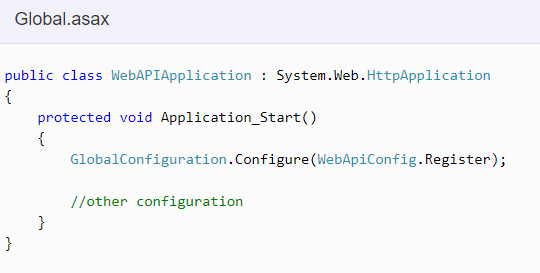 Global.asax
public class WebAPIApplication : System.Web.HttpApplication
{
    protected void Application_Start()
    {
        GlobalConfiguration.Configure(WebApiConfig.Register);
        //other configuration
    }
}